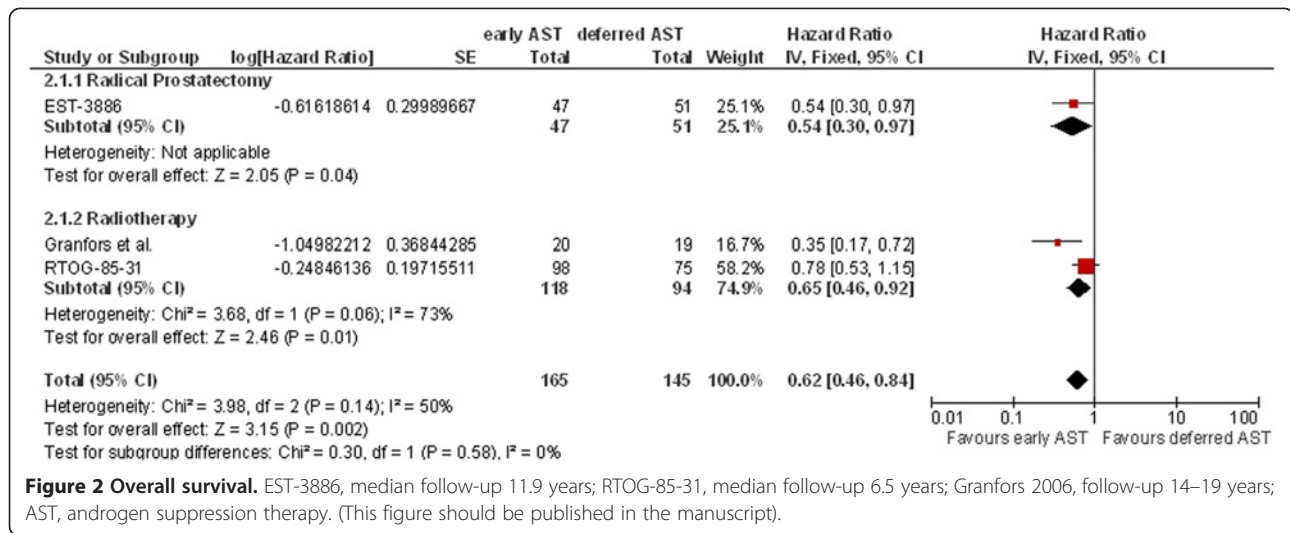 early AST deferred AST Hazard Ratio Hazard Ratio
Study or Subgroup log[Hazard Ratio] SE Total Total Weight IV, Fixed, 95% CI IV, Fixed, 95% CI
2.1.1 Radical Prostatectomy
EST-3886 -0.61618614 0.29989667 47 51 25.1% 0.54 [0.30, 0.97]
Subtotal (95% CI) 47 51 25.1% 0.54 [0.30, 0.97]
Heterogeneity: Not applicable
Test for overall effect: Z = 2.05 (P = 0.04)
2.1.2 Radiotherapy
Granfors et al. -1.04982212 0.36844285 20 19 16.7% 0.35 [0.17, 0.72]
RTOG-85-31 -0.24846136 0.19715511 98 75 58.2% 0.78 [0.53, 1.15]
Subtotal (95% CI) 118 94 74.9% 0.65 [0.46, 0.92]
Heterogeneity: Chi² = 3.68, df = 1 (P = 0.06); I² = 73%
Test for overall effect: Z = 2.46 (P = 0.01)
Total (95% CI) 165 145 100.0% 0.62 [0.46, 0.84]
Heterogeneity: Chi² = 3.98, df = 2 (P = 0.14); I² = 50%
Test for overall effect: Z = 3.15 (P = 0.002)
Test for subgroup differences: Chi² = 0.30, df = 1 (P = 0.58), I² = 0%
0.01 0.1 1 10 100
Favours early AST Favours deferred AST
Figure 2 Overall survival. EST-3886, median follow-up 11.9 years; RTOG-85-31, median follow-up 6.5 years; Granfors 2006, follow-up 14–19 years;
AST, androgen suppression therapy. (This figure should be published in the manuscript).